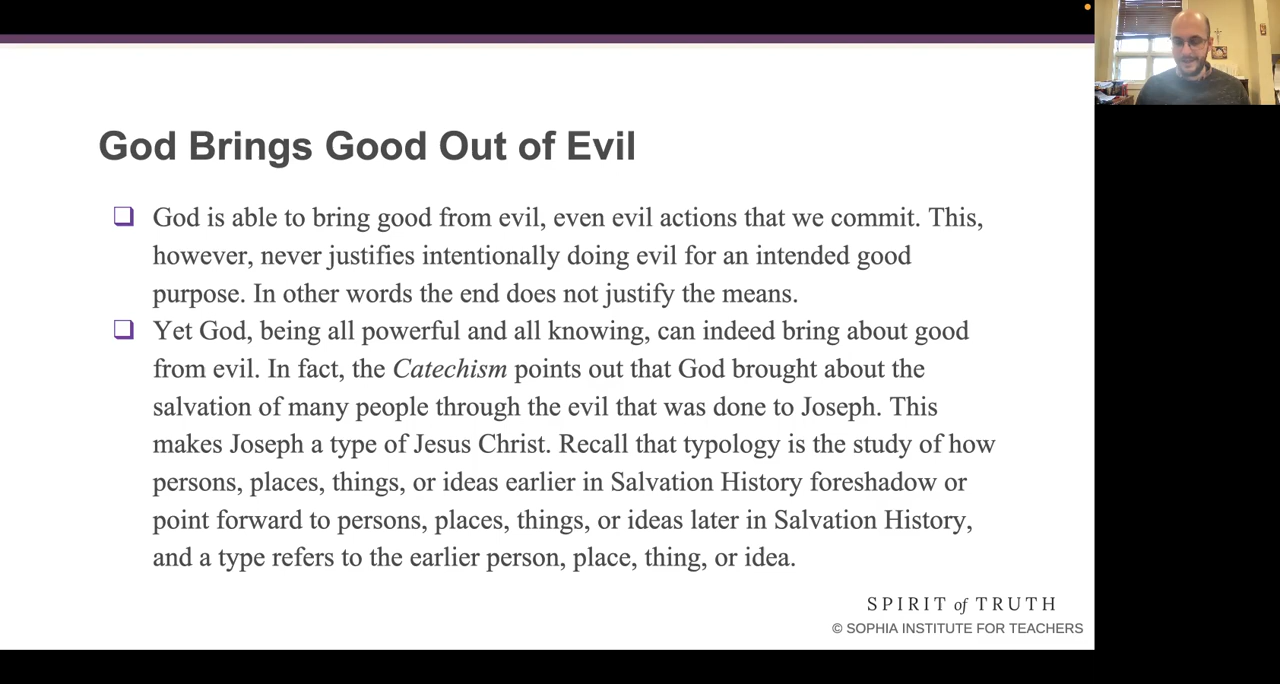 God Brings Good Out of Evil
God is able to bring good from evil, even evil actions that we commit. This,
however, never justifies intentionally doing evil for an intended good
purpose. In other words the end does not justify the means.
Yet God, being all powerful and all knowing, can indeed bring about good
from evil. In fact, the Catechism points out that God brought about the
salvation of many people through the evil that was done to Joseph. This
makes Joseph a type of Jesus Christ. Recall that typology is the study of how
persons, places, things, or ideas earlier in Salvation History foreshadow or
point forward to persons, places, things, or ideas later in Salvation History,
and a type refers to the earlier person, place, thing, or idea.
SPIRIT of TRUTH
© SOPHIA INSTITUTE FOR TEACHERS